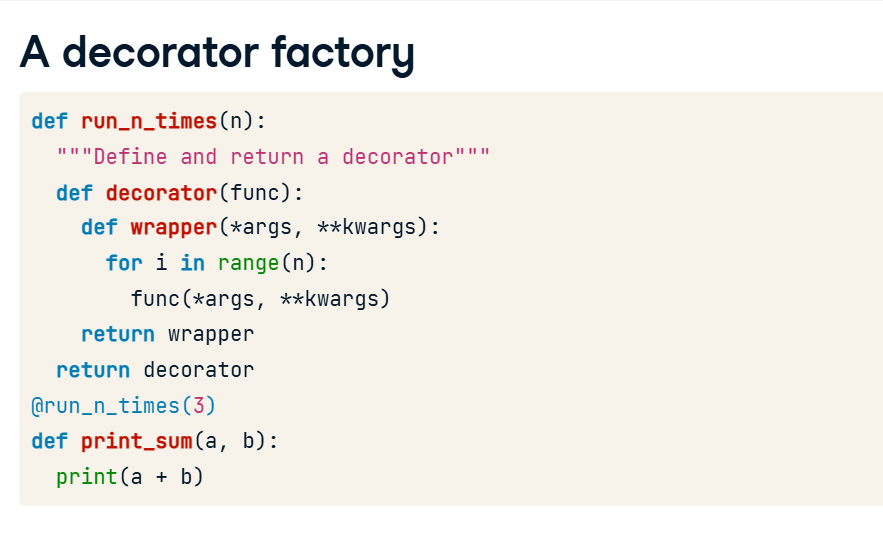 A decorator factory
def run_n_times(n):
  """Define and return a decorator"""
  def decorator(func):
    def wrapper(*args, **kwargs):
      for i in range(n):
        func(*args, **kwargs)
    return wrapper
  return decorator
@run_n_times(3)
def print_sum(a, b):
  print(a + b)